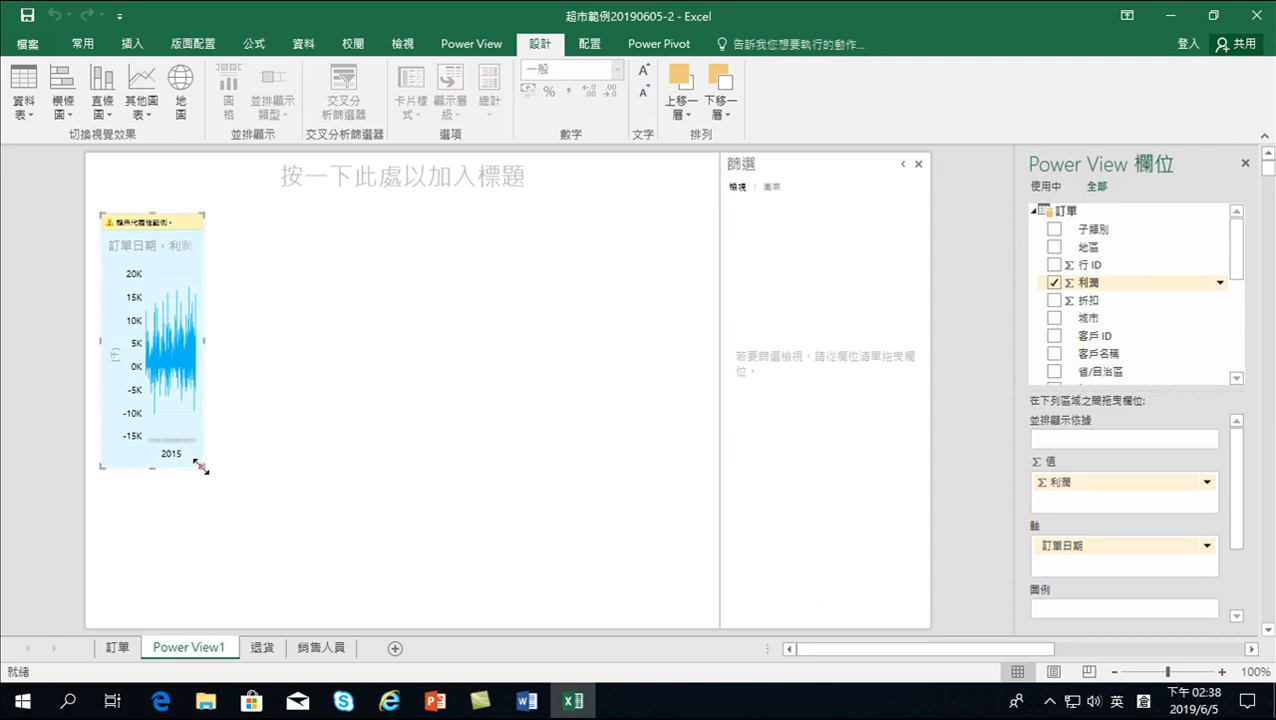 超市範例20190605-2 - Excel
檔案 常用 插入 版面配置 公式 資料 校閱 檢視 Power View 設計 配置 Power Pivot 告訴我您想要執行的動作... 登入 共用
資料表 橫條圖 直條圖 其他圖表 地圖 圖格 並排顯示類型 交叉分析篩選器 卡片樣式 顯示層級 總計 一般 % 上移一層 下移一層
切換視覺效果 並排顯示 交叉分析篩選器 選項 數字 文字 排列
按一下此處以加入標題
顯示代表性範例。
訂單日期，利潤
20K
15K
10K
5K
0K
-5K
-10K
-15K
(千)
2015
篩選
檢視 | 圖表
若要篩選檢視，請從欄位清單拖曳欄
位。
Power View 欄位
使用中 全部
訂單
子類別
地區
Σ 行 ID
Σ 利潤
Σ 折扣
城市
客戶 ID
客戶名稱
省/自治區
在下列區域之間拖曳欄位:
並排顯示依據
Σ 值
Σ 利潤
軸
訂單日期
圖例
訂單 Power View1 退貨 銷售人員
就緒 100%
英 下午 02:38
2019/6/5